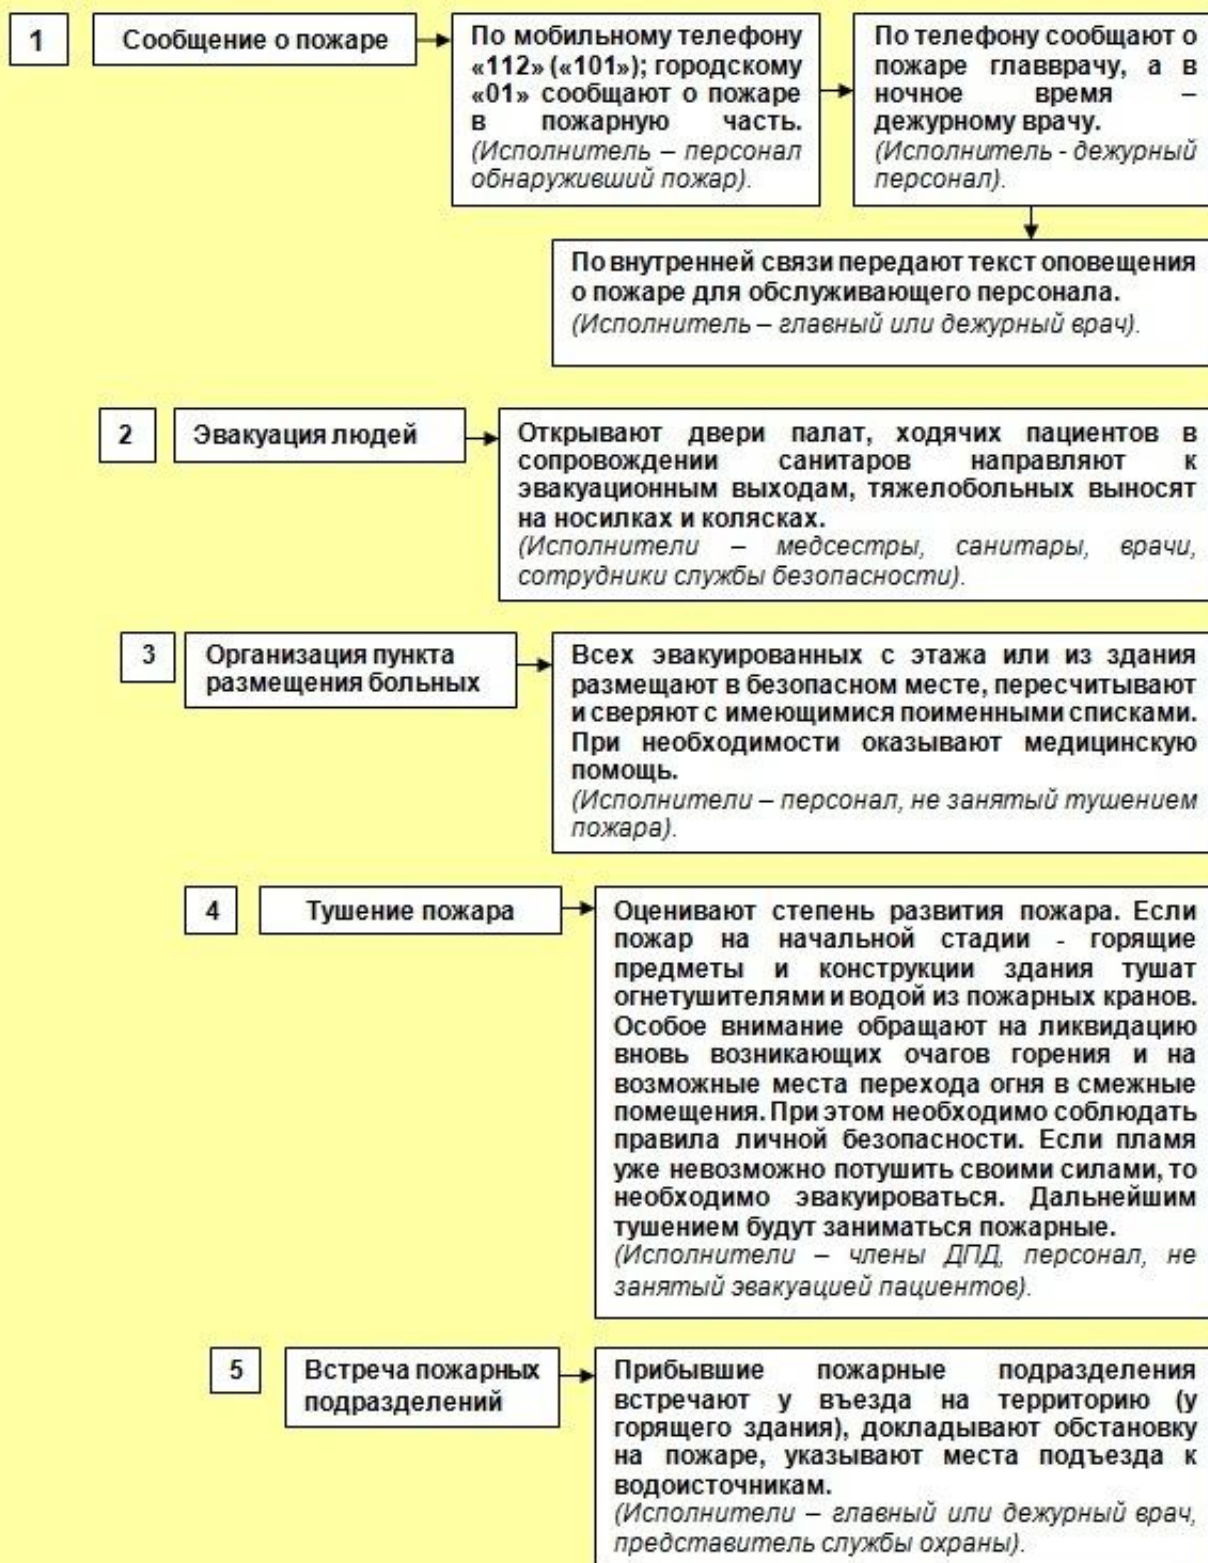 1
Сообщение о пожаре
По мобильному телефону
«112» («101»); городскому
«01» сообщают о пожаре
в пожарную часть.
(Исполнитель – персонал
обнаруживший пожар).
По телефону сообщают о
пожаре главврачу, а в
ночное время –
дежурному врачу.
(Исполнитель - дежурный
персонал).
По внутренней связи передают текст оповещения
о пожаре для обслуживающего персонала.
(Исполнитель – главный или дежурный врач).
2
Эвакуация людей
Открывают двери палат, ходячих пациентов в
сопровождении санитаров направляют к
эвакуационным выходам, тяжелобольных выносят
на носилках и колясках.
(Исполнители – медсестры, санитары, врачи,
сотрудники службы безопасности).
3
Организация пункта
размещения больных
Всех эвакуированных с этажа или из здания
размещают в безопасном месте, пересчитывают
и сверяют с имеющимися поименными списками.
При необходимости оказывают медицинскую
помощь.
(Исполнители – персонал, не занятый тушением
пожара).
4
Тушение пожара
Оценивают степень развития пожара. Если
пожар на начальной стадии - горящие
предметы и конструкции здания тушат
огнетушителями и водой из пожарных кранов.
Особое внимание обращают на ликвидацию
вновь возникающих очагов горения и на
возможные места перехода огня в смежные
помещения. При этом необходимо соблюдать
правила личной безопасности. Если пламя
уже невозможно потушить своими силами, то
необходимо эвакуироваться. Дальнейшим
тушением будут заниматься пожарные.
(Исполнители – члены ДПД, персонал, не
занятый эвакуацией пациентов).
5
Встреча пожарных
подразделений
Прибывшие пожарные подразделения
встречают у въезда на территорию (у
горящего здания), докладывают обстановку
на пожаре, указывают места подъезда к
водоисточникам.
(Исполнители – главный или дежурный врач,
представитель службы охраны).